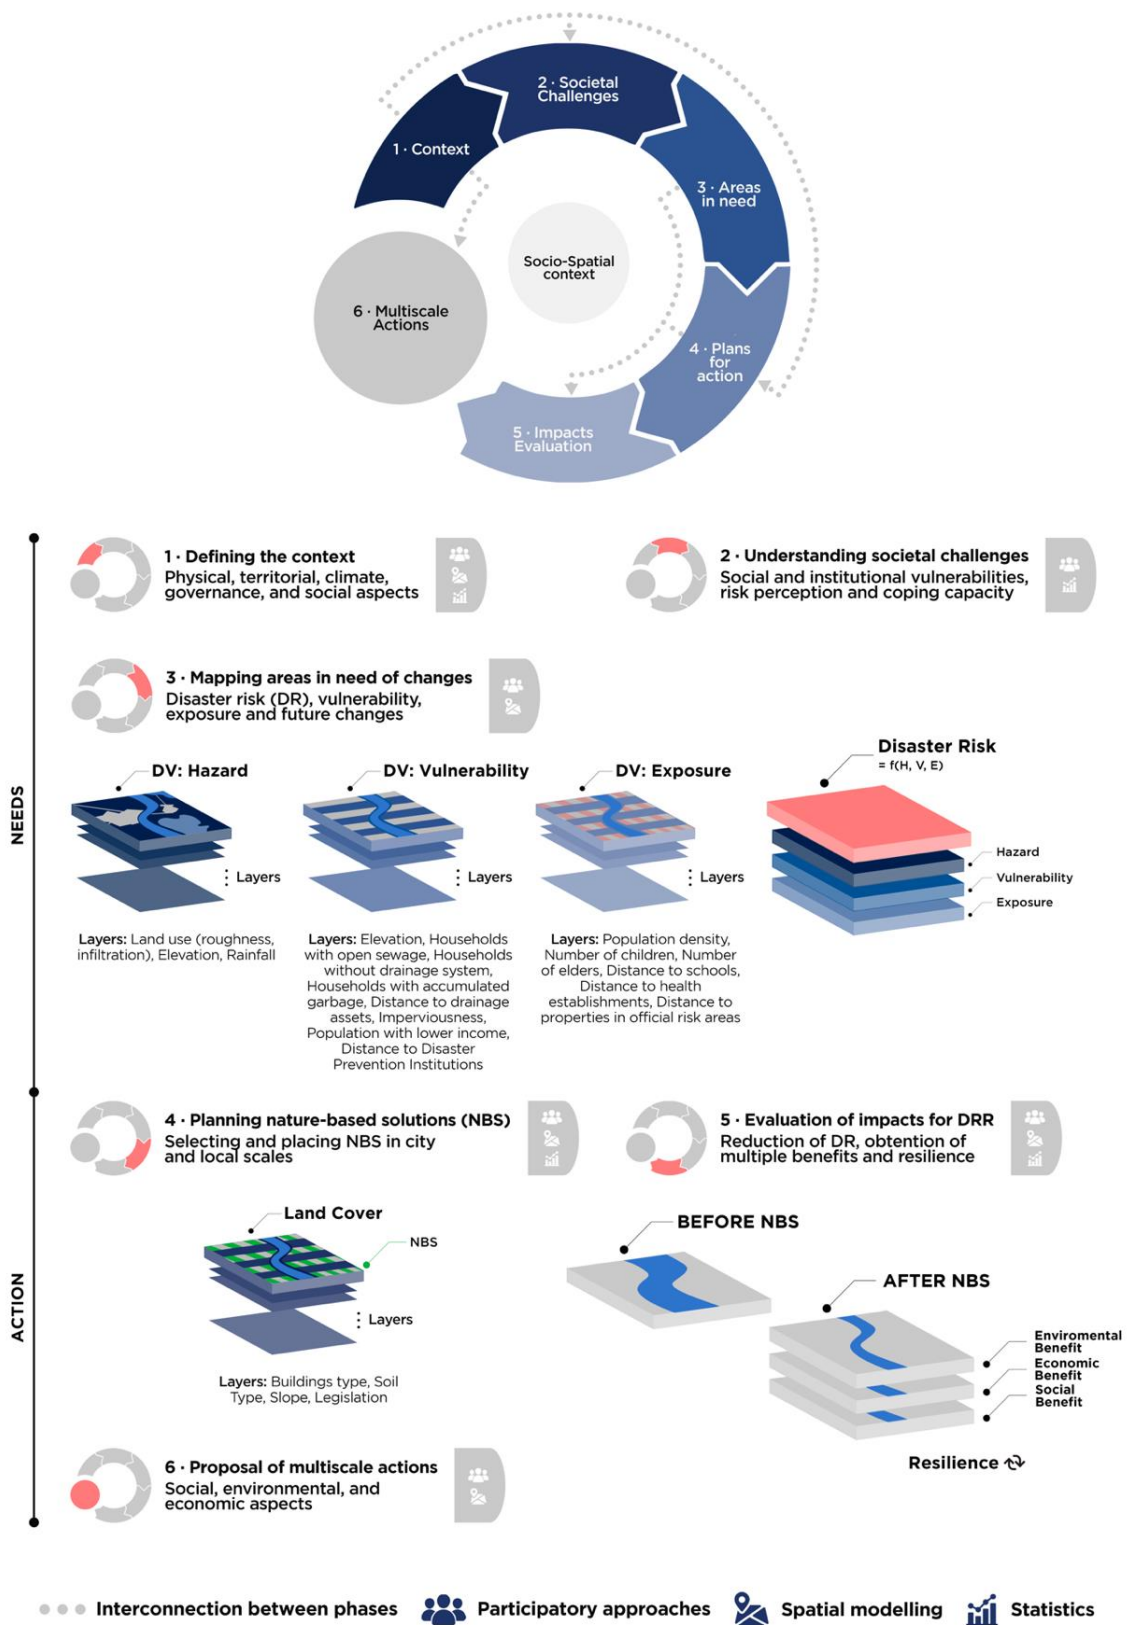 2 · Societal
Challenges
1 · Context
3 · Areas
in need
Socio-Spatial
context
6 · Multiscale
Actions
4 · Plans
for
action
5 · Impacts
Evaluation
NEEDS
1 · Defining the context
Physical, territorial, climate,
governance, and social aspects
2 · Understanding societal challenges
Social and institutional vulnerabilities,
risk perception and coping capacity
3 · Mapping areas in need of changes
Disaster risk (DR), vulnerability,
exposure and future changes
DV: Hazard
Layers
Layers: Land use (roughness,
infiltration), Elevation, Rainfall
DV: Vulnerability
Layers
Layers: Elevation, Households
with open sewage, Households
without drainage system,
Households with accumulated
garbage, Distance to drainage
assets, Imperviousness,
Population with lower income,
Distance to Disaster
Prevention Institutions
DV: Exposure
Layers
Layers: Population density,
Number of children, Number
of elders, Distance to schools,
Distance to health
establishments, Distance to
properties in official risk areas
Disaster Risk
= f(H, V, E)
Hazard
Vulnerability
Exposure
ACTION
4 · Planning nature-based solutions (NBS)
Selecting and placing NBS in city
and local scales
5 · Evaluation of impacts for DRR
Reduction of DR, obtention of
multiple benefits and resilience
Land Cover
NBS
Layers
Layers: Buildings type, Soil
Type, Slope, Legislation
BEFORE NBS
AFTER NBS
Enviromental
Benefit
Economic
Benefit
Social
Benefit
Resilience
6 · Proposal of multiscale actions
Social, environmental, and
economic aspects
Interconnection between phases
Participatory approaches
Spatial modelling
Statistics